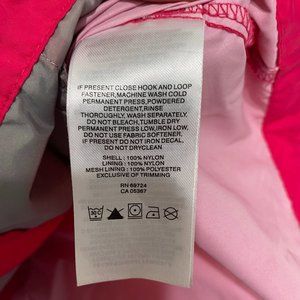 IF PRESENT CLOSE HOOK AND LOOP
FASTENER, MACHINE WASH COLD
PERMANENT PRESS, POWDERED
DETERGENT, RINSE
THOROUGHLY, WASH SEPARATELY.
DO NOT BLEACH, TUMBLE DRY
PERMANENT PRESS LOW, IRON LOW,
DO NOT USE FABRIC SOFTENER.
IF PRESENT DO NOT IRON DECAL.
DO NOT DRYCLEAN.
SHELL : 100% NYLON
LINING : 100% NYLON
MESH LINING : 100% POLYESTER
EXCLUSIVE OF TRIMMING
RN 69724
CA 05367
30°C